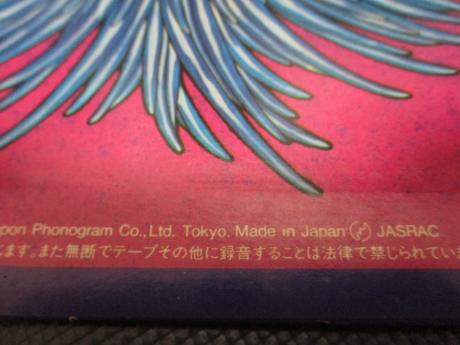 pon Phonogram Co.,Ltd. Tokyo. Made in Japan JASRAC
ます。また無断でテープその他に録音することは法律で禁じられていま